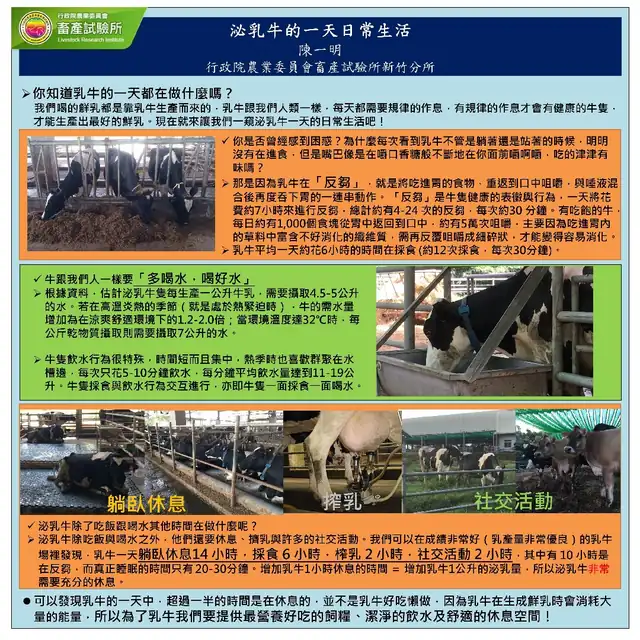 行政院農業委員會
畜產試驗所
Livestock Research Institute
泌乳牛的一天日常生活
陳一明
行政院農業委員會畜產試驗所新竹分所
➢你知道乳牛的一天都在做什麼嗎？
我們喝的鮮乳都是靠乳牛生產而來的，乳牛跟我們人類一樣，每天都需要規律的作息，有規律的作息才會有健康的牛隻，
才能生產出最好的鮮乳。現在就來讓我們一窺泌乳牛一天的日常生活吧！
✓ 你是否曾經感到困惑？為什麼每次看到乳牛不管是躺著還是站著的時候，明明
沒有在進食，但是嘴巴像是在嚼口香糖般不斷地在你面前嚼啊嚼，吃的津津有
味嗎？
➢ 那是因為乳牛在「反芻」，就是將吃進胃的食物，重返到口中咀嚼，與唾液混
合後再度吞下胃的一連串動作。「反芻」是牛隻健康的表徵與行為，一天將花
費約7小時來進行反芻，總計約有4-24 次的反芻，每次約30 分鐘。有吃飽的牛，
每日約有1,000個食塊從胃中返回到口中，約有5萬次咀嚼，主要因為吃進胃內
的草料中富含不好消化的纖維質，需再反覆咀嚼成細碎狀，才能變得容易消化。
➢ 乳牛平均一天約花6小時的時間在採食 (約12次採食，每次30分鐘)。
✓ 牛跟我們人一樣要「多喝水，喝好水」
➢ 根據資料，估計泌乳牛隻每生產一公升牛乳，需要攝取4.5-5公升
的水。若在高溫炎熱的季節（就是處於熱緊迫時），牛的需水量
增加為在涼爽舒適環境下的1.2-2.0倍；當環境溫度達32℃時，每
公斤乾物質攝取則需要攝取7公升的水。
➢ 牛隻飲水行為很特殊，時間短而且集中，熱季時也喜歡群聚在水
槽邊，每次只花5-10分鐘飲水，每分鐘平均飲水量達到11-19公
升。牛隻採食與飲水行為交互進行，亦即牛隻一面採食一面喝水。
躺臥休息
搾乳
社交活動
✓ 泌乳牛除了吃飯跟喝水其他時間在做什麼呢？
➢ 泌乳牛除吃飯與喝水之外，他們還要休息、擠乳與許多的社交活動。我們可以在成績非常好（乳產量非常優良）的乳牛
場裡發現，乳牛一天躺臥休息14 小時，採食 6 小時，榨乳 2 小時，社交活動 2 小時，其中有 10 小時是
在反芻，而真正睡眠的時間只有 20-30分鐘。增加乳牛1小時休息的時間 = 增加乳牛1公升的泌乳量，所以泌乳牛非常
需要充分的休息。
●可以發現乳牛的一天中，超過一半的時間是在休息的，並不是乳牛好吃懶做，因為乳牛在生成鮮乳時會消耗大
量的能量，所以為了乳牛我們要提供最營養好吃的飼糧、潔淨的飲水及舒適的休息空間！